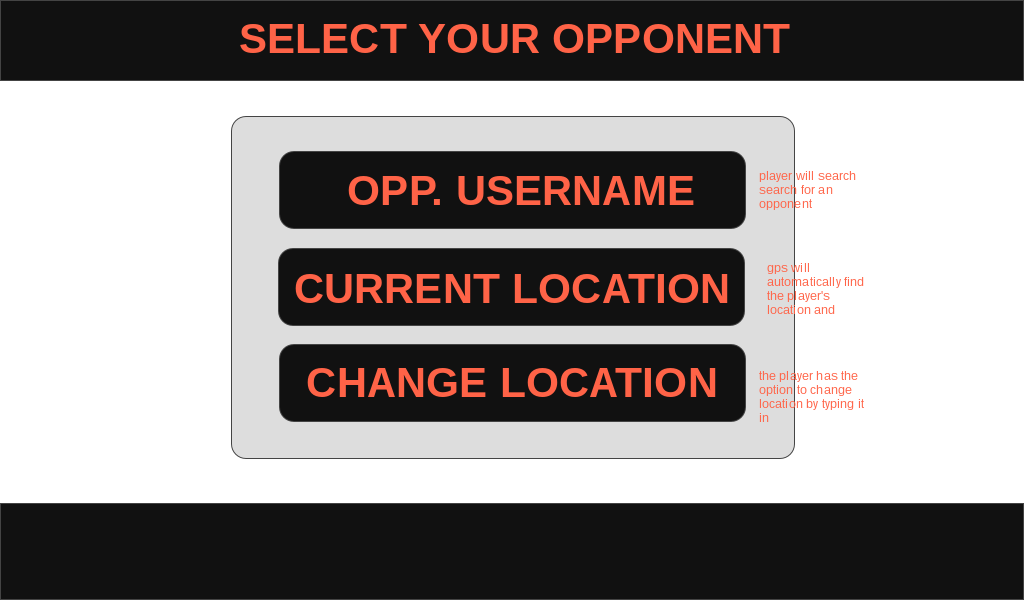 SELECT YOUR OPPONENT
OPP. USERNAME
player will search
search for an
opponent
CURRENT LOCATION
gps will
automatically find
the player's
location and
CHANGE LOCATION
the player has the
option to change
location by typing it
in